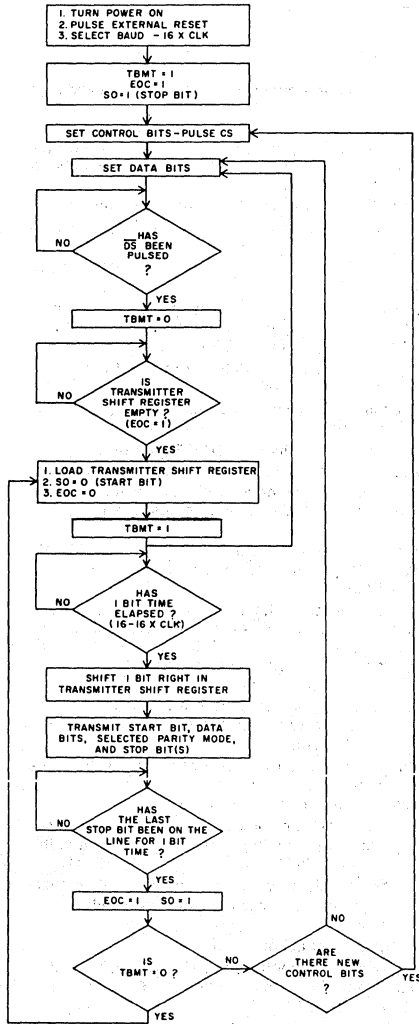 1. TURN POWER ON
2. PULSE EXTERNAL RESET
3. SELECT BAUD - 16 X CLK
TBMT = 1
EOC = 1
SO = 1 (STOP BIT)
SET CONTROL BITS - PULSE CS
SET DATA BITS
HAS
DS BEEN
PULSED
?
NO
YES
TBMT = 0
IS
TRANSMITTER
SHIFT REGISTER
EMPTY ?
(EOC = 1)
NO
YES
1. LOAD TRANSMITTER SHIFT REGISTER
2. SO = 0 (START BIT)
3. EOC = 0
TBMT = 1
HAS
1 BIT TIME
ELAPSED ?
(16-16 X CLK)
NO
YES
SHIFT 1 BIT RIGHT IN
TRANSMITTER SHIFT REGISTER
TRANSMIT START BIT, DATA
BITS, SELECTED PARITY MODE,
AND STOP BIT(S)
HAS
THE LAST
STOP BIT BEEN ON THE
LINE FOR 1 BIT
TIME ?
NO
YES
EOC = 1 SO = 1
IS
TBMT = 0 ?
NO
YES
ARE
THERE NEW
CONTROL BITS
?
NO
YES